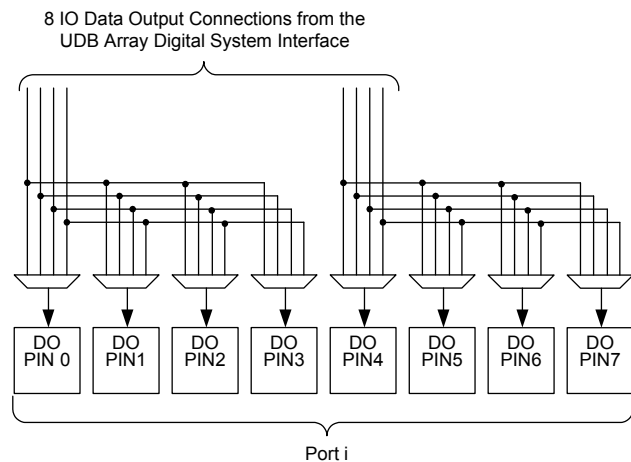 8 IO Data Output Connections from the
UDB Array Digital System Interface
DO
PIN 0
DO
PIN1
DO
PIN2
DO
PIN3
DO
PIN4
DO
PIN5
DO
PIN6
DO
PIN7
Port i